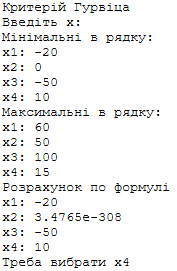 Критерій Гурвіца
Введіть x:
Мінімальні в рядку:
x1: -20
x2: 0
x3: -50
x4: 10
Максимальні в рядку:
x1: 60
x2: 50
x3: 100
x4: 15
Розрахунок по формулі
x1: -20
x2: 3.4765e-308
x3: -50
x4: 10
Треба вибрати x4